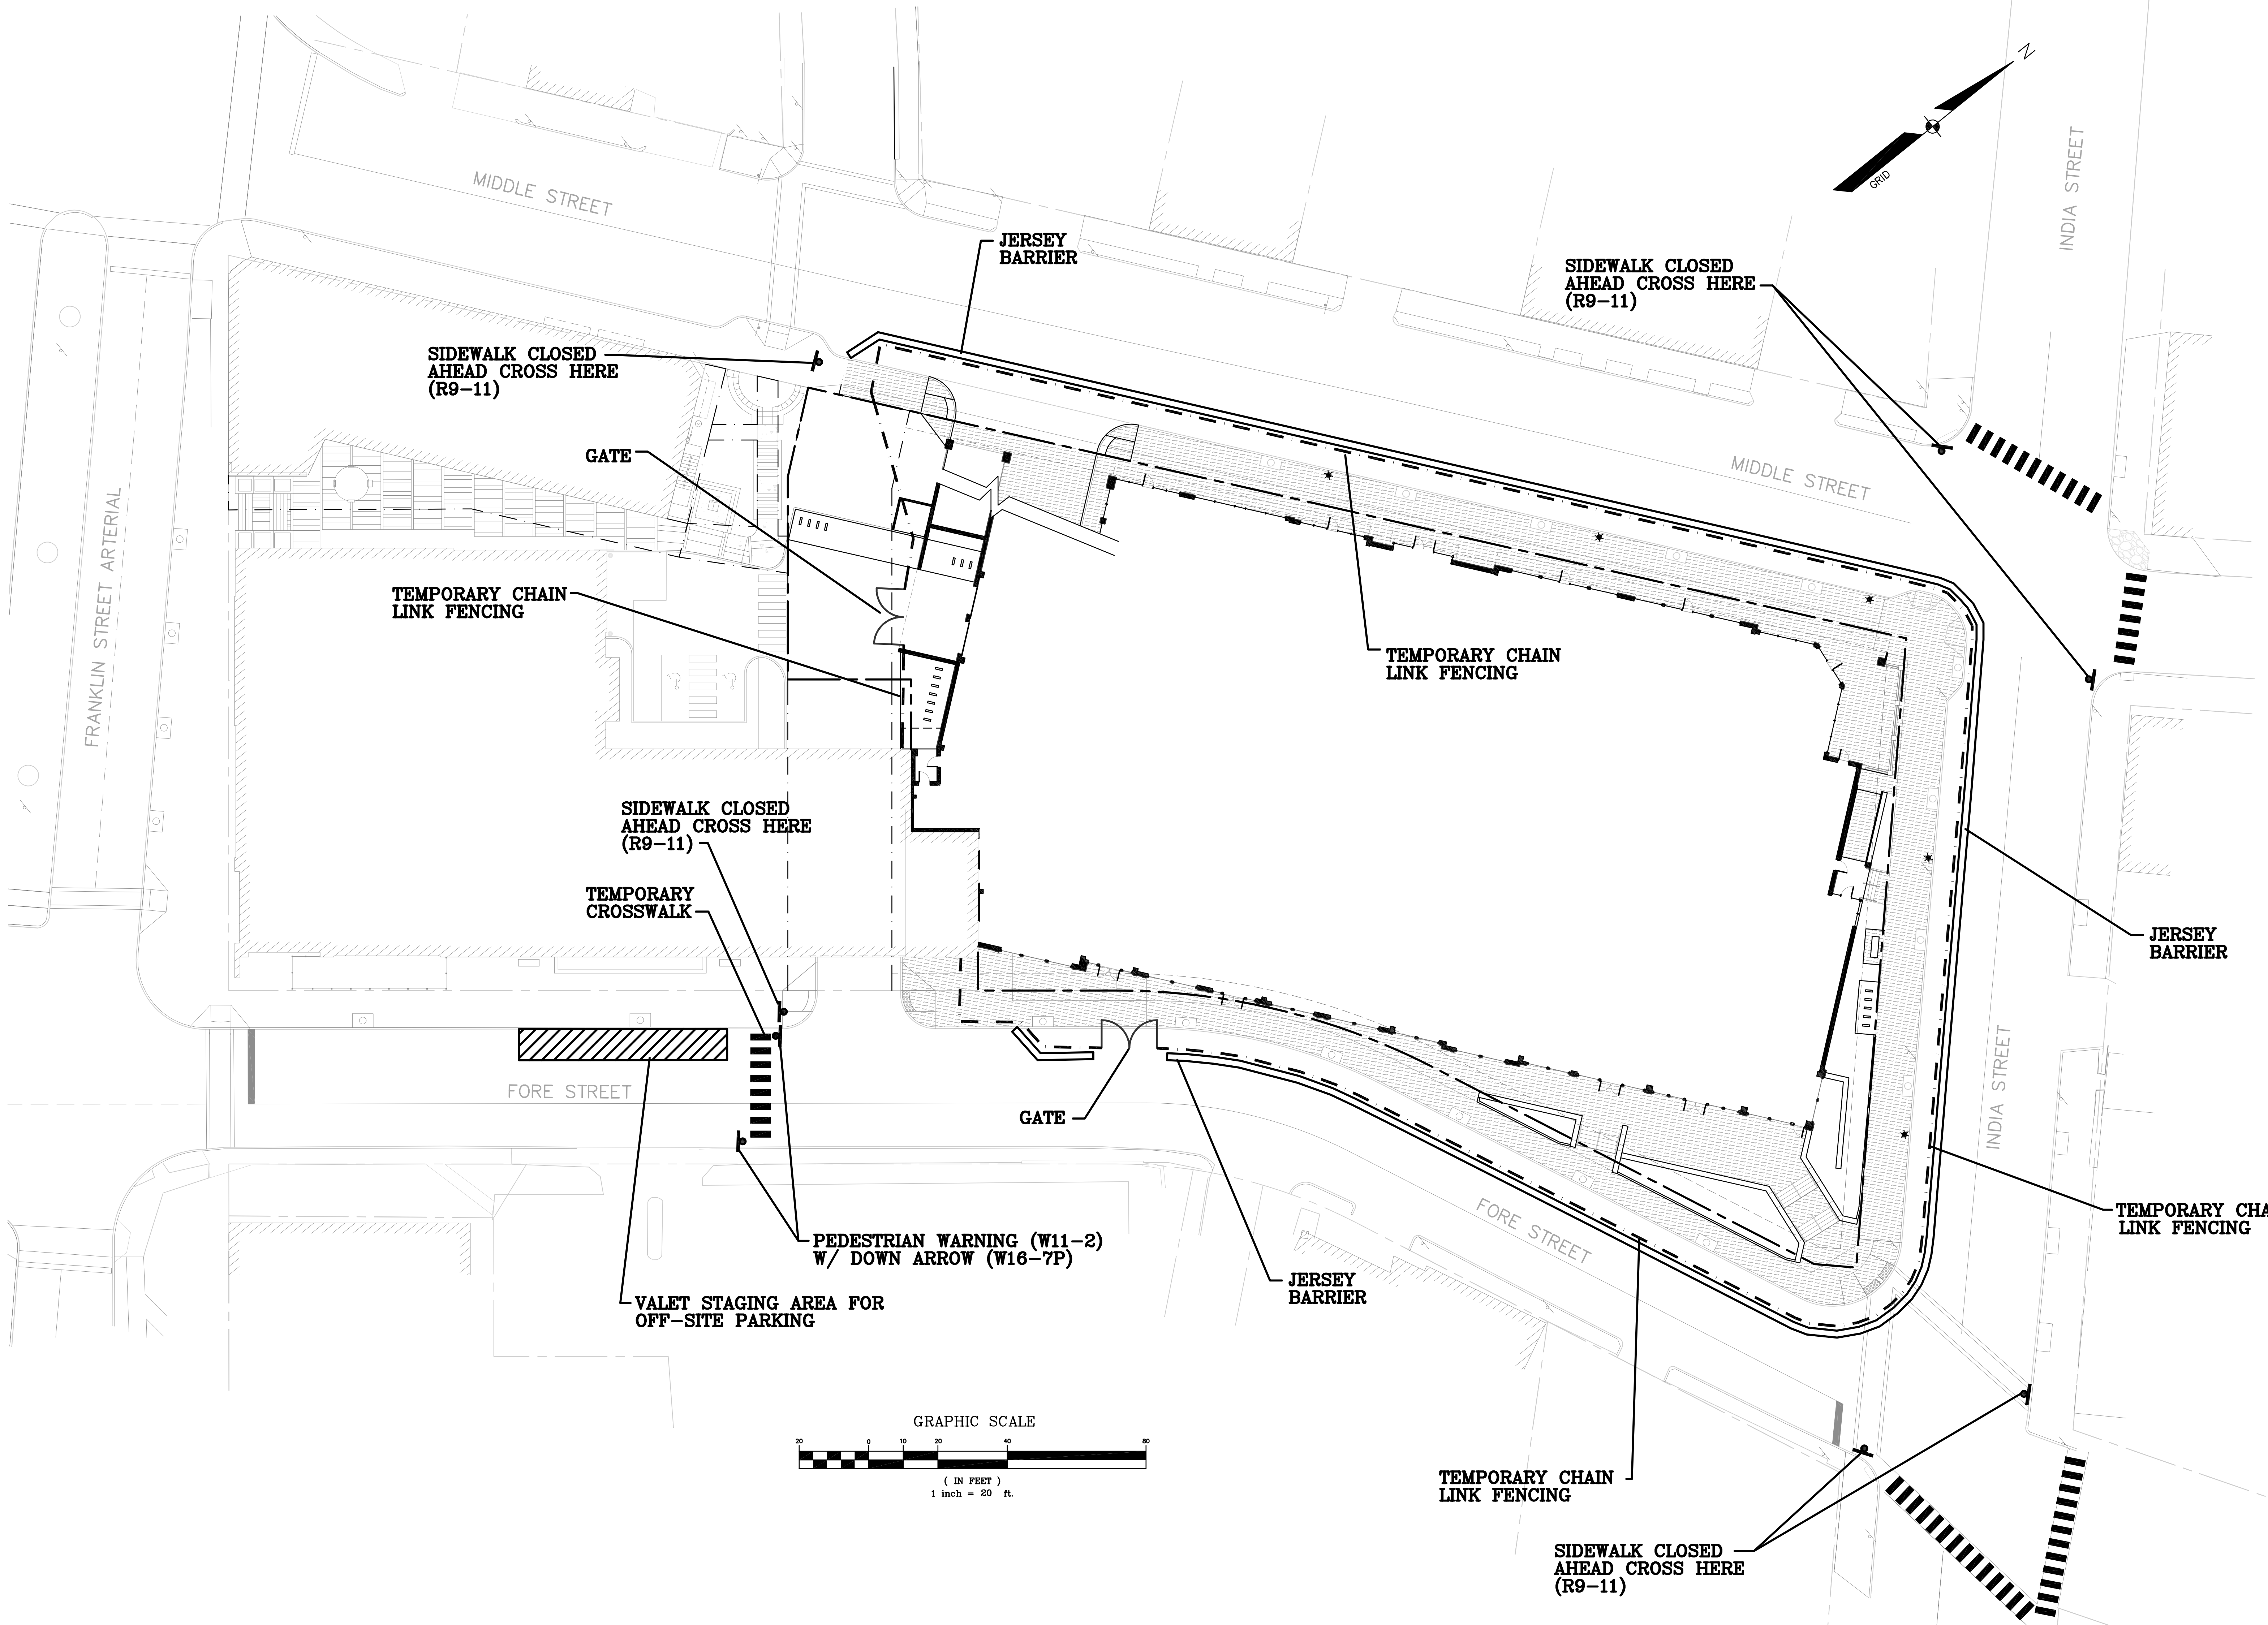 N
GRID
INDIA STREET
MIDDLE STREET
JERSEY
BARRIER
SIDEWALK CLOSED
AHEAD CROSS HERE
(R9-11)
SIDEWALK CLOSED
AHEAD CROSS HERE
(R9-11)
GATE
MIDDLE STREET
FRANKLIN STREET ARTERIAL
TEMPORARY CHAIN
LINK FENCING
TEMPORARY CHAIN
LINK FENCING
SIDEWALK CLOSED
AHEAD CROSS HERE
(R9-11)
TEMPORARY
CROSSWALK
JERSEY
BARRIER
FORE STREET
GATE
INDIA STREET
TEMPORARY CHA
LINK FENCING
FORE STREET
PEDESTRIAN WARNING (W11-2)
W/ DOWN ARROW (W16-7P)
JERSEY
BARRIER
VALET STAGING AREA FOR
OFF-SITE PARKING
GRAPHIC SCALE
20 0 10 20 40 80
( IN FEET )
1 inch = 20 ft.
TEMPORARY CHAIN
LINK FENCING
SIDEWALK CLOSED
AHEAD CROSS HERE
(R9-11)